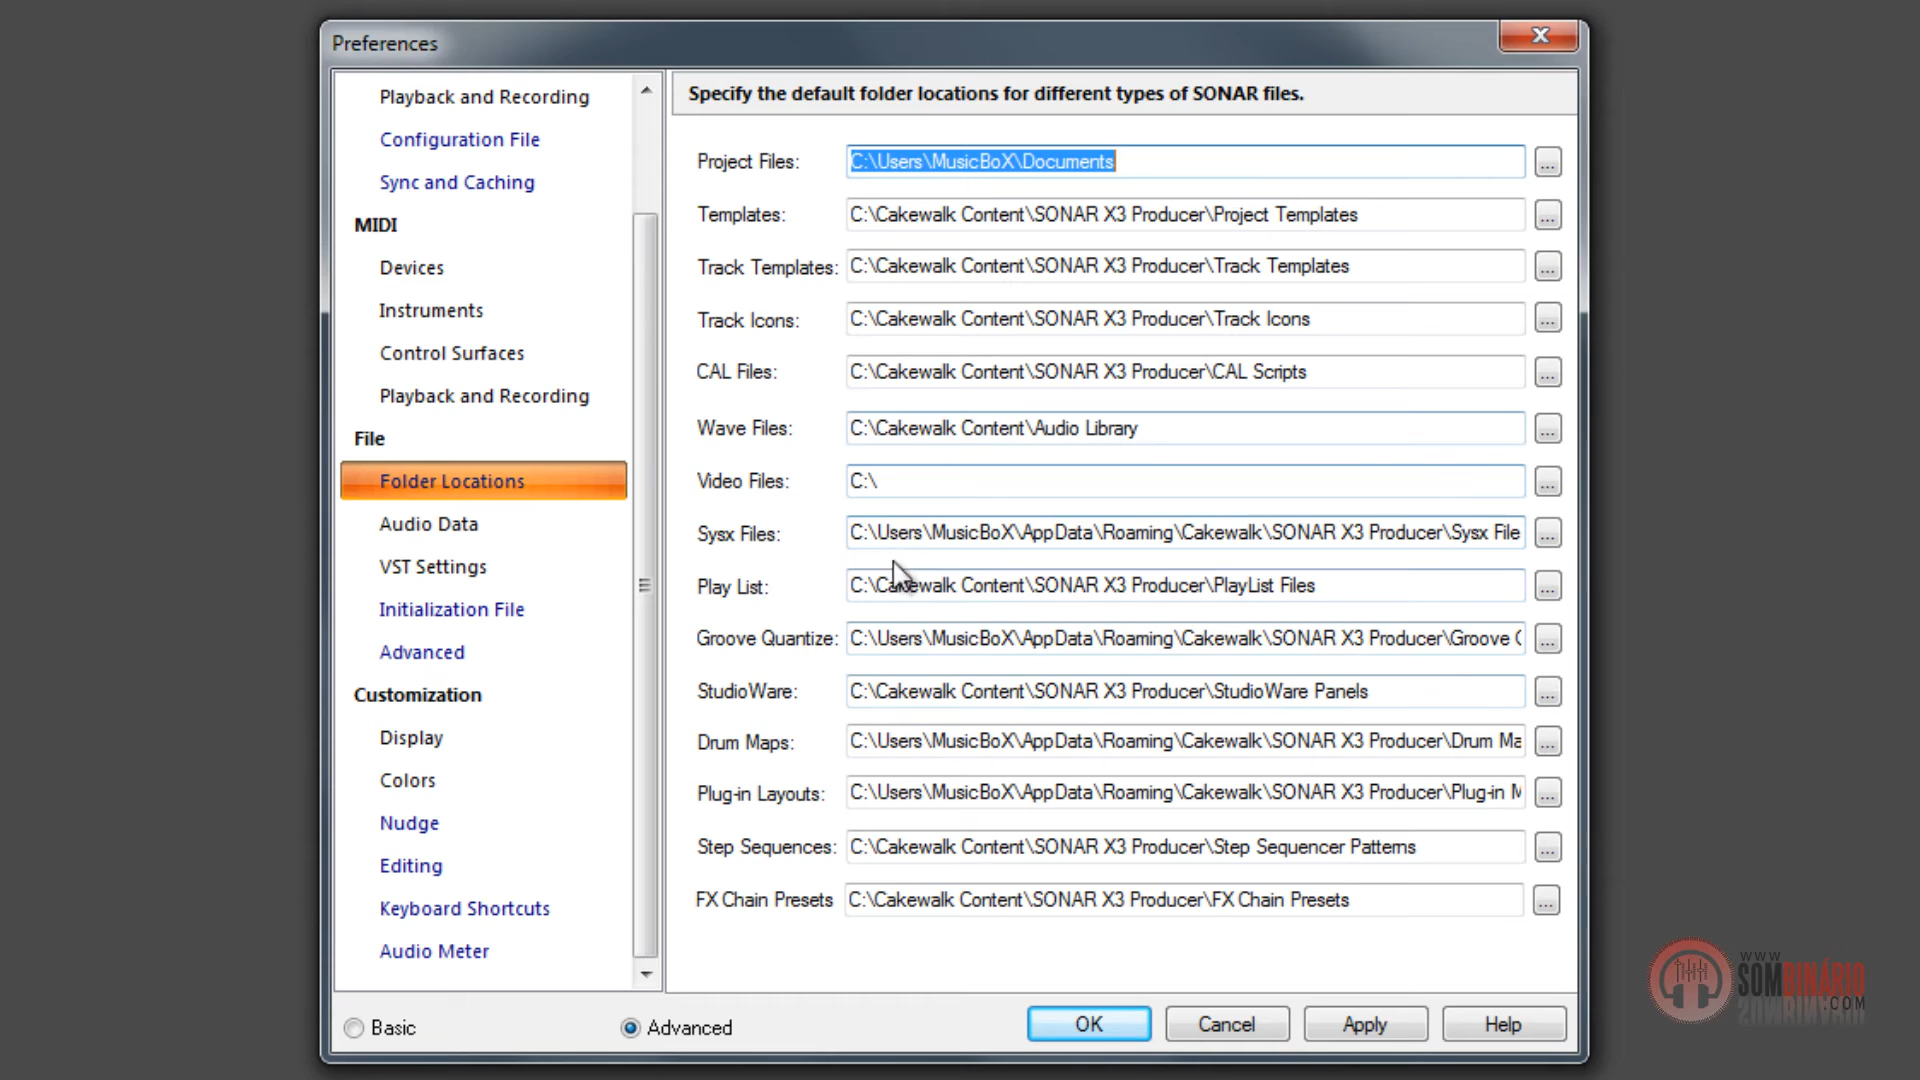 Preferences
Playback and Recording
Configuration File
Sync and Caching
MIDI
Devices
Instruments
Control Surfaces
Playback and Recording
File
Folder Locations
Audio Data
VST Settings
Initialization File
Advanced
Customization
Display
Colors
Nudge
Editing
Keyboard Shortcuts
Audio Meter
Basic
Advanced
Specify the default folder locations for different types of SONAR files.
Project Files: C:\Users\MusicBoX\Documents ...
Templates: C:\Cakewalk Content\SONAR X3 Producer\Project Templates ...
Track Templates: C:\Cakewalk Content\SONAR X3 Producer\Track Templates ...
Track Icons: C:\Cakewalk Content\SONAR X3 Producer\Track Icons ...
CAL Files: C:\Cakewalk Content\SONAR X3 Producer\CAL Scripts ...
Wave Files: C:\Cakewalk Content\Audio Library ...
Video Files: C:\ ...
Sysx Files: C:\Users\MusicBoX\AppData\Roaming\Cakewalk\SONAR X3 Producer\Sysx File ...
Play List: C:\Cakewalk Content\SONAR X3 Producer\PlayList Files ...
Groove Quantize: C:\Users\MusicBoX\AppData\Roaming\Cakewalk\SONAR X3 Producer\Groove ...
StudioWare: C:\Cakewalk Content\SONAR X3 Producer\StudioWare Panels ...
Drum Maps: C:\Users\MusicBoX\AppData\Roaming\Cakewalk\SONAR X3 Producer\Drum Ma ...
Plug-in Layouts: C:\Users\MusicBoX\AppData\Roaming\Cakewalk\SONAR X3 Producer\Plug-in M ...
Step Sequences: C:\Cakewalk Content\SONAR X3 Producer\Step Sequencer Patterns ...
FX Chain Presets C:\Cakewalk Content\SONAR X3 Producer\FX Chain Presets ...
OK
Cancel
Apply
Help
WWW
SOMBINÁRIO
.COM